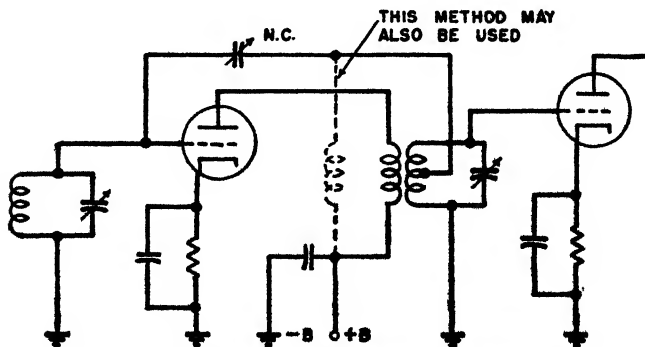 THIS METHOD MAY
ALSO BE USED
N.C.
-B +B